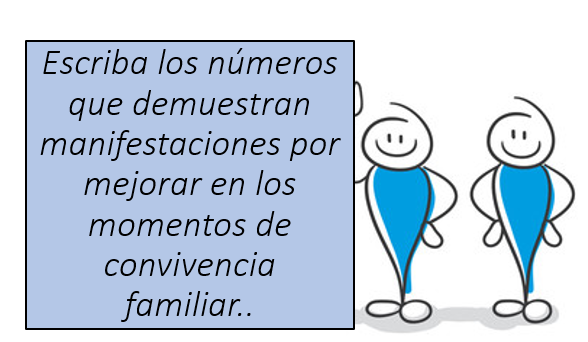 Escriba los números
que demuestran
manifestaciones por
mejorar en los
momentos de
convivencia
familiar..